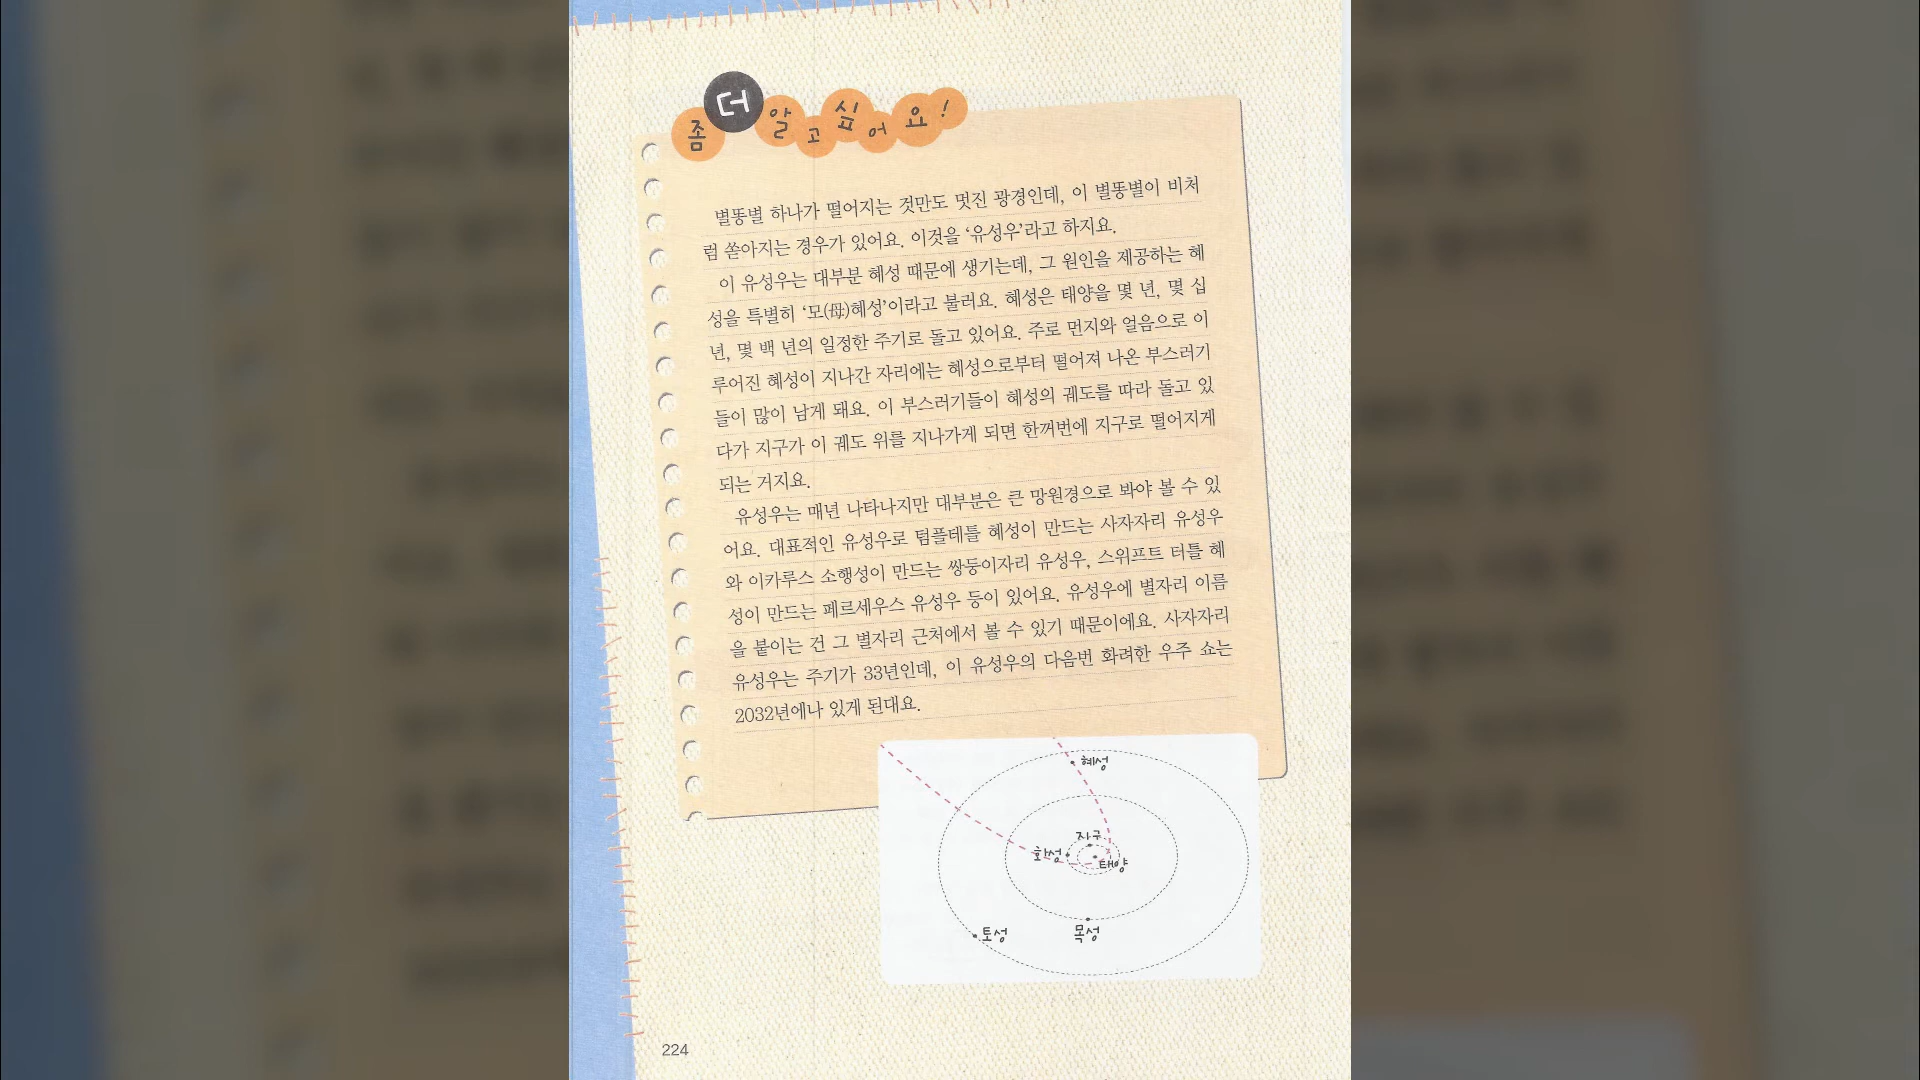 좀 더 알고 싶어요!
별똥별 하나가 떨어지는 것만도 멋진 광경인데, 이 별똥별이 비처
럼 쏟아지는 경우가 있어요. 이것을 ‘유성우’라고 하지요.
이 유성우는 대부분 혜성 때문에 생기는데, 그 원인을 제공하는 혜
성을 특별히 ‘모(母)혜성’이라고 불러요. 혜성은 태양을 몇 년, 몇 십
년, 몇 백 년의 일정한 주기로 돌고 있어요. 주로 먼지와 얼음으로 이
루어진 혜성이 지나간 자리에는 혜성으로부터 떨어져 나온 부스러기
들이 많이 남게 돼요. 이 부스러기들이 혜성의 궤도를 따라 돌고 있
다가 지구가 이 궤도 위를 지나가게 되면 한꺼번에 지구로 떨어지게
되는 거지요.
유성우는 매년 나타나지만 대부분은 큰 망원경으로 봐야 볼 수 있
어요. 대표적인 유성우로 텀플테틀 혜성이 만드는 사자자리 유성우
와 이카루스 소행성이 만드는 쌍둥이자리 유성우, 스위프트 터틀 혜
성이 만드는 페르세우스 유성우 등이 있어요. 유성우에 별자리 이름
을 붙이는 건 그 별자리 근처에서 볼 수 있기 때문이에요. 사자자리
유성우는 주기가 33년인데, 이 유성우의 다음번 화려한 우주 쇼는
2032년에나 있게 된대요.
혜성
지구
화성
태양
토성
목성
224